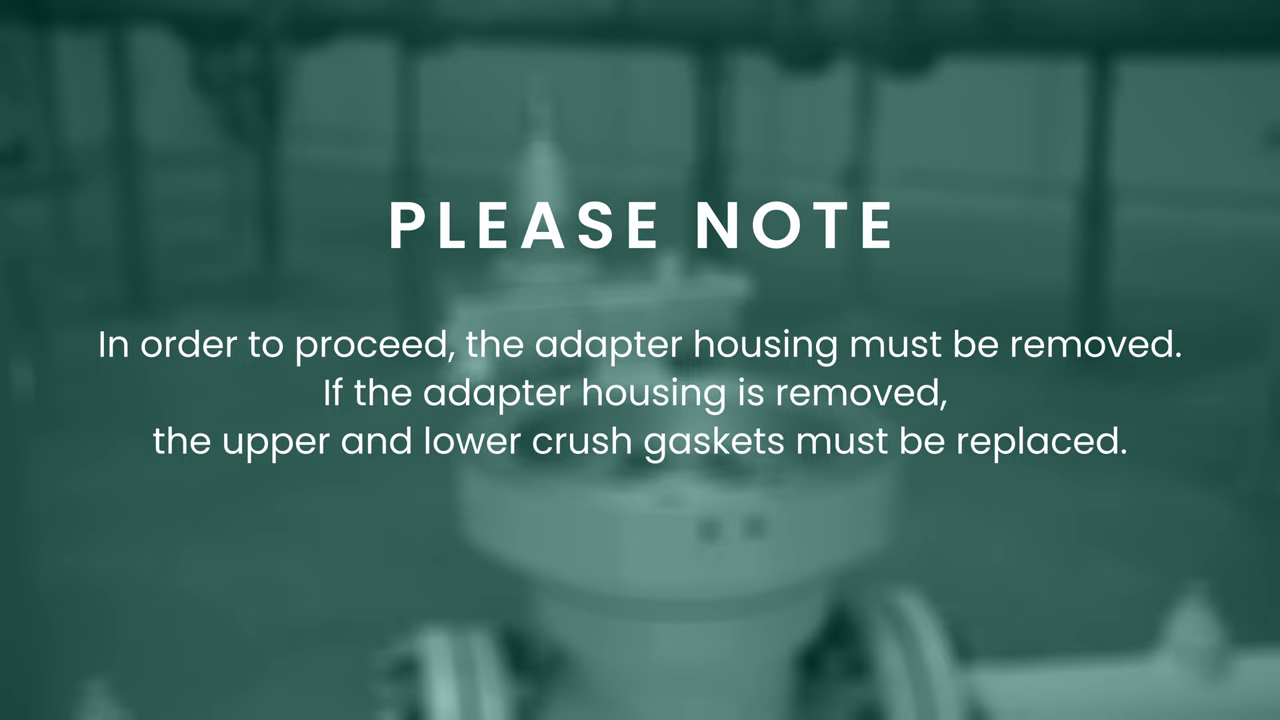 PLEASE NOTE
In order to proceed, the adapter housing must be removed.
If the adapter housing is removed,
the upper and lower crush gaskets must be replaced.